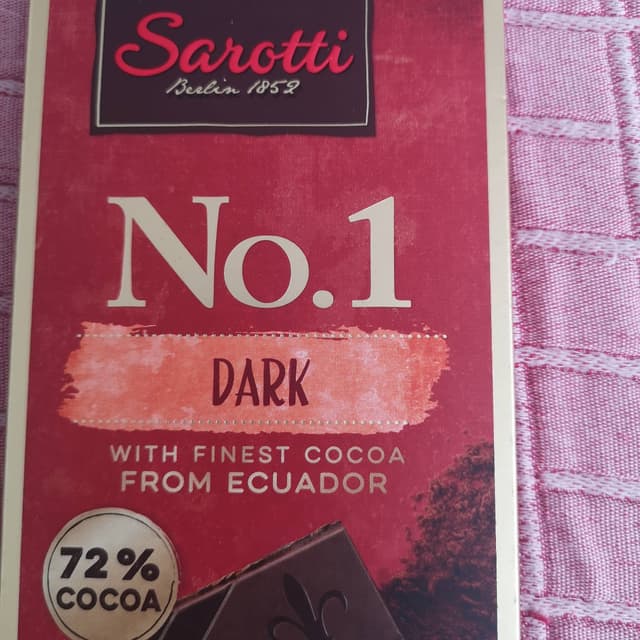 Sarotti
Berlin 1852
No.1
DARK
WITH FINEST COCOA
FROM ECUADOR
72%
COCOA